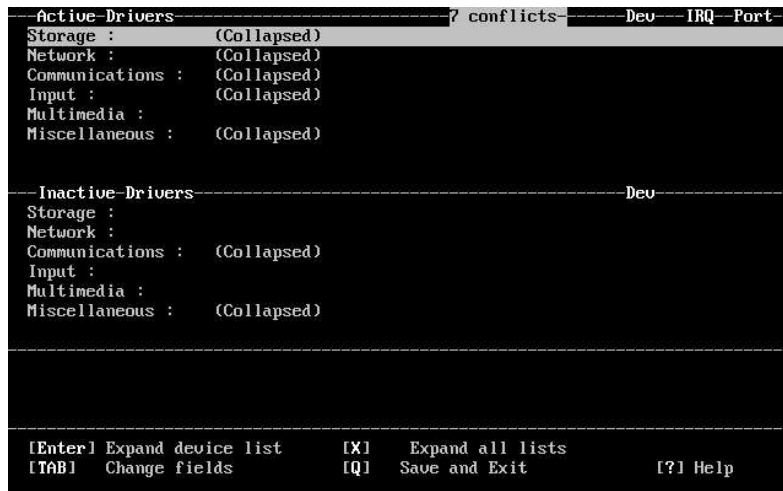 ---Active-Drivers-----------------------------7 conflicts-------Dev---IRQ--Port-
Storage :          (Collapsed)
Network :          (Collapsed)
Communications :   (Collapsed)
Input :            (Collapsed)
Multimedia :
Miscellaneous :    (Collapsed)
---Inactive-Drivers---------------------------------------------Dev-------------
Storage :
Network :
Communications :   (Collapsed)
Input :
Multimedia :
Miscellaneous :    (Collapsed)
[Enter] Expand device list      [X]    Expand all lists
[TAB]   Change fields           [Q]   Save and Exit             [?] Help